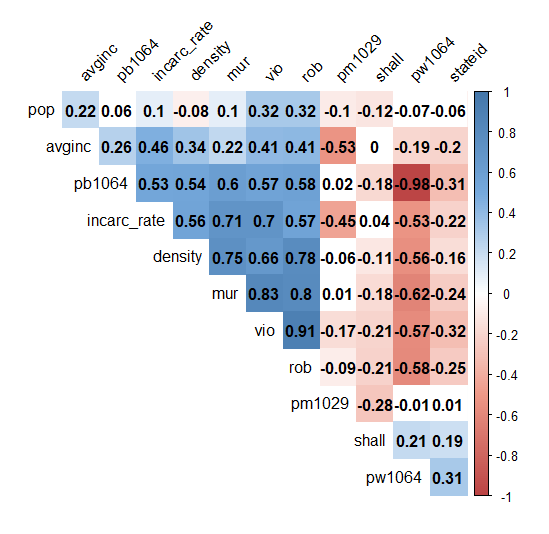 avginc pb1064 incarc_rate density mur vio rob pm1029 shall pw1064 stateid
pop 0.22 0.06 0.1 -0.08 0.1 0.32 0.32 -0.1 -0.12 -0.07 -0.06
avginc 0.26 0.46 0.34 0.22 0.41 0.41 -0.53 0 -0.19 -0.2
pb1064 0.53 0.54 0.6 0.57 0.58 0.02 -0.18 -0.98 -0.31
incarc_rate 0.56 0.71 0.7 0.57 -0.45 0.04 -0.53 -0.22
density 0.75 0.66 0.78 -0.06 -0.11 -0.56 -0.16
mur 0.83 0.8 0.01 -0.18 -0.62 -0.24
vio 0.91 -0.17 -0.21 -0.57 -0.32
rob -0.09 -0.21 -0.58 -0.25
pm1029 -0.28 -0.01 0.01
shall 0.21 0.19
pw1064 0.31
1
0.8
0.6
0.4
0.2
0
-0.2
-0.4
-0.6
-0.8
-1